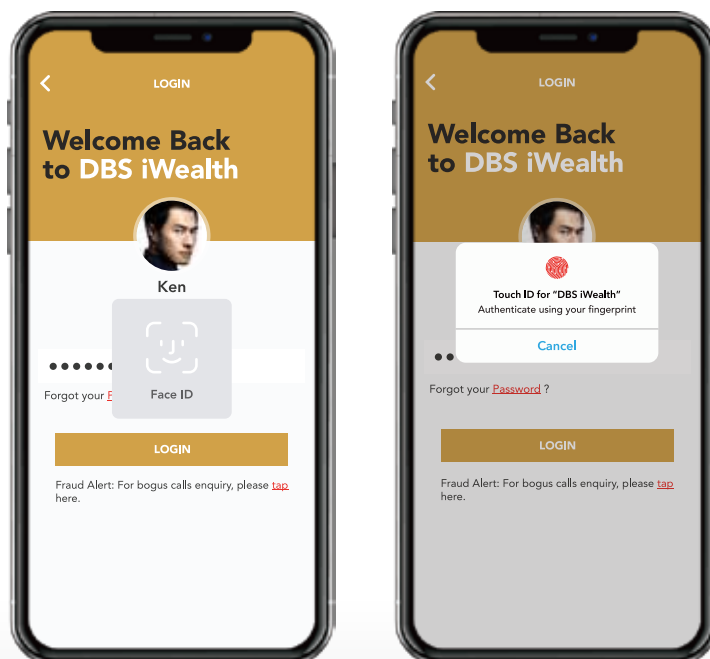 LOGIN
Welcome Back
to DBS iWealth
Ken
Face ID
••••••
Forgot your
LOGIN
Fraud Alert: For bogus calls enquiry, please tap
here.
LOGIN
Welcome Back
to DBS iWealth
Touch ID for “DBS iWealth”
Authenticate using your fingerprint
Cancel
••
Forgot your Password ?
LOGIN
Fraud Alert: For bogus calls enquiry, please tap
here.